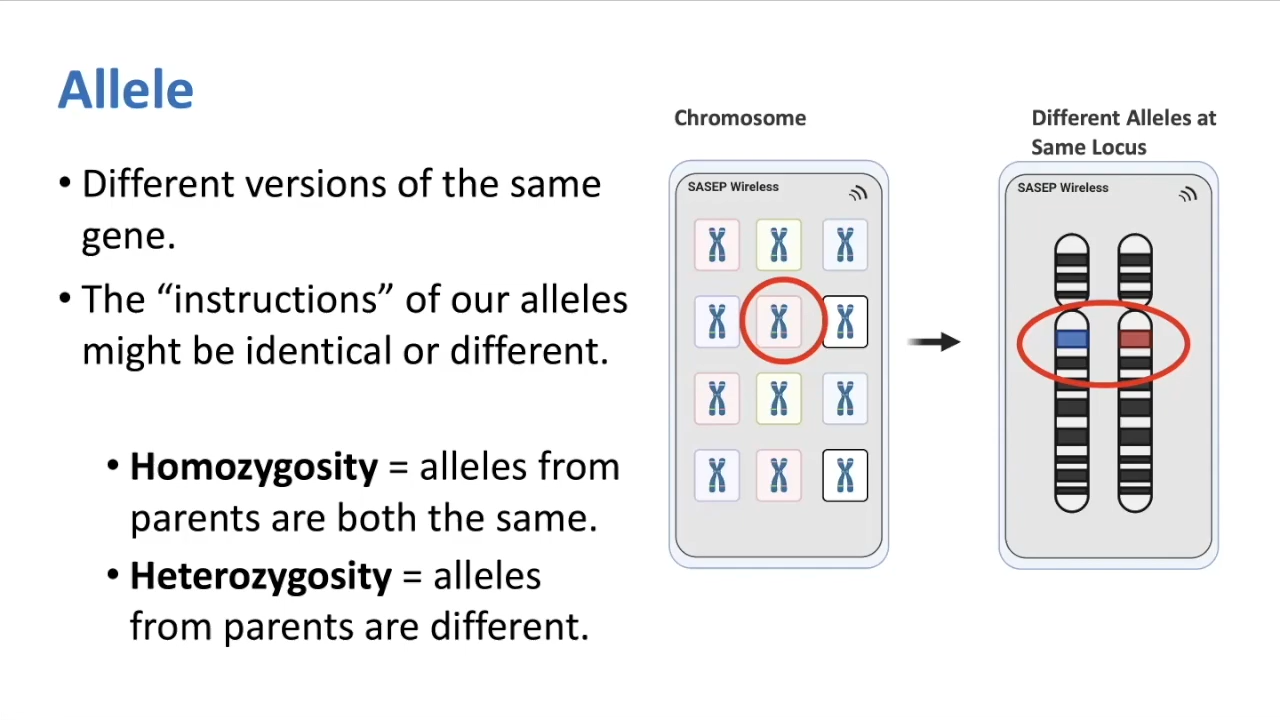 Allele
• Different versions of the same
gene.
• The “instructions” of our alleles
might be identical or different.
• Homozygosity = alleles from
parents are both the same.
• Heterozygosity = alleles
from parents are different.
Chromosome
SASEP Wireless
Different Alleles at
Same Locus
SASEP Wireless